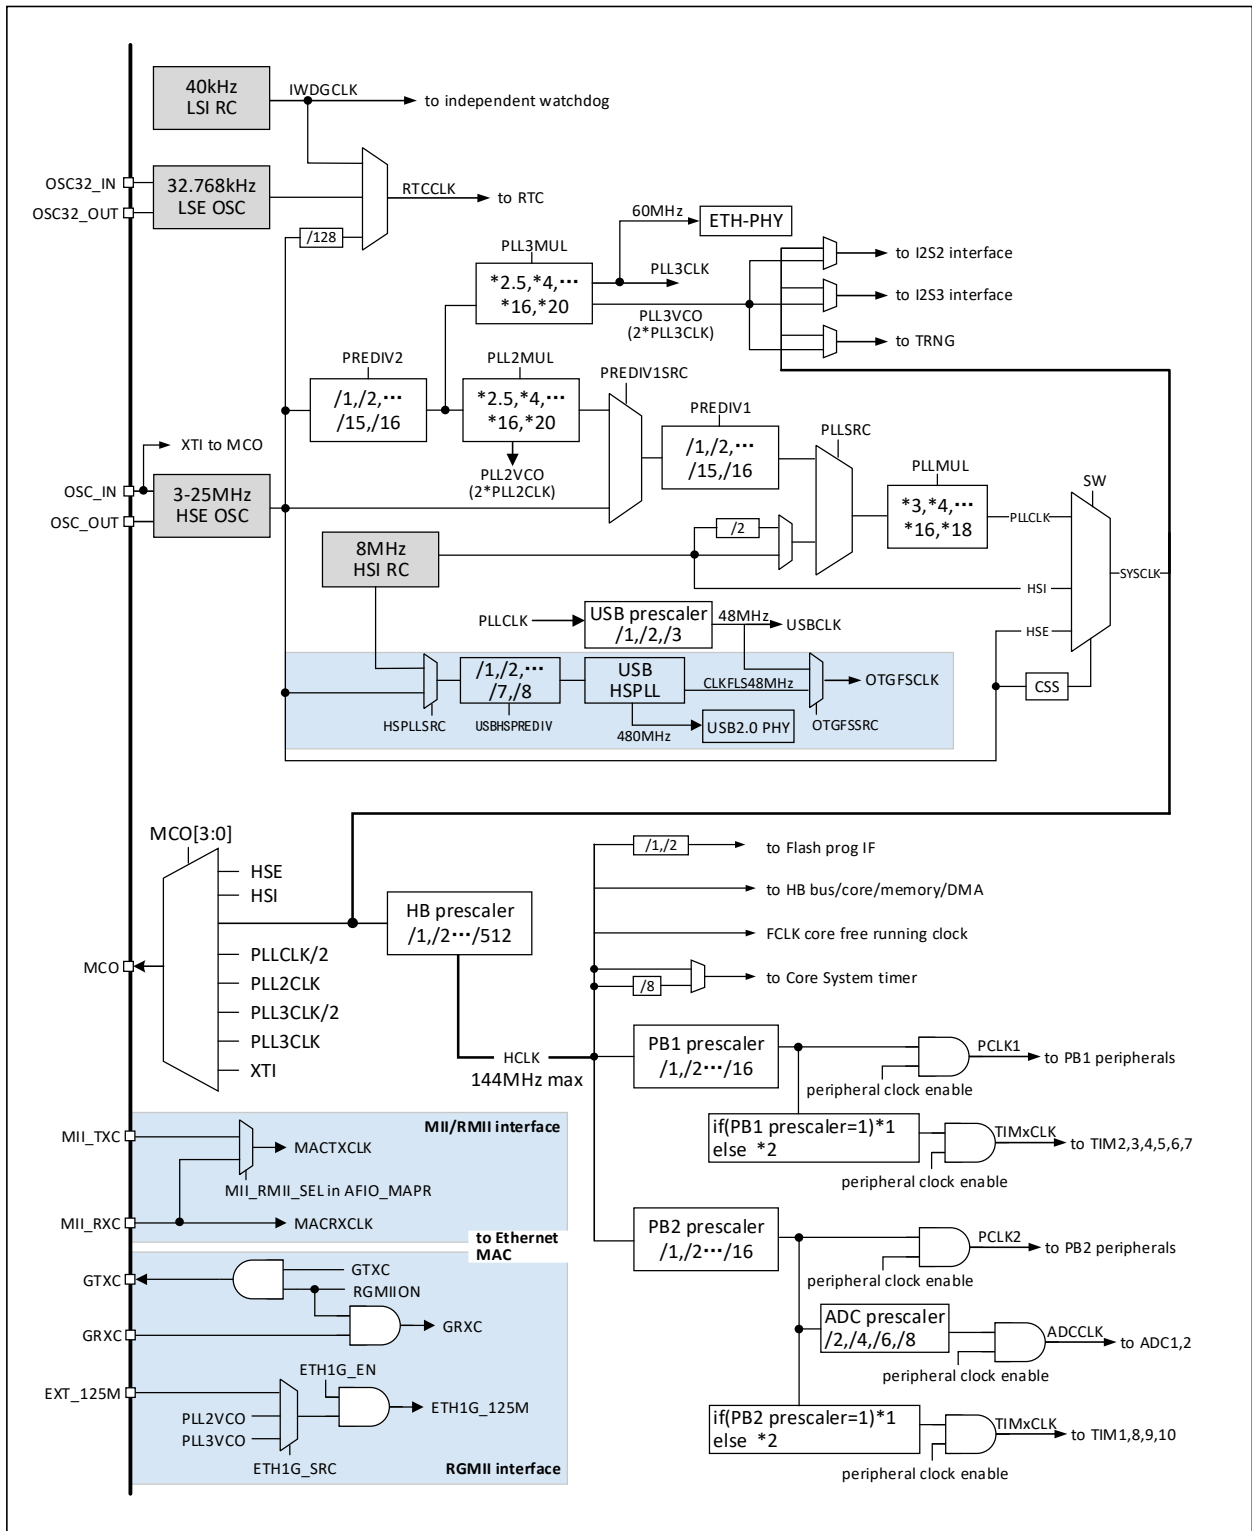 40kHz
LSI RC
IWDGCLK
to independent watchdog
OSC32_IN
OSC32_OUT
32.768kHz
LSE OSC
RTCCLK
to RTC
/128
60MHz
ETH-PHY
PLL3MUL
*2.5,*4,…
*16,*20
PLL3CLK
PLL3VCO
(2*PLL3CLK)
to I2S2 interface
to I2S3 interface
to TRNG
PREDIV2
/1,/2,…
/15,/16
PLL2MUL
*2.5,*4,…
*16,*20
PLL2VCO
(2*PLL2CLK)
PREDIV1SRC
PREDIV1
/1,/2,…
/15,/16
PLLSRC
PLLMUL
*3,*4,…
*16,*18
PLLCLK
SW
XTI to MCO
OSC_IN
OSC_OUT
3-25MHz
HSE OSC
8MHz
HSI RC
/2
HSI
SYSCLK
HSE
CSS
PLLCLK
USB prescaler
/1,/2,/3
48MHz
USBCLK
HSPLLSRC
/1,/2,…
/7,/8
USBHSPREDIV
USB
HSPLL
CLKFLS48MHz
480MHz
USB2.0 PHY
OTGFSCLK
OTGFSSRC
MCO[3:0]
HSE
HSI
PLLCLK/2
PLL2CLK
PLL3CLK/2
PLL3CLK
XTI
MCO
HB prescaler
/1,/2…/512
HCLK
144MHz max
/1,/2
to Flash prog IF
to HB bus/core/memory/DMA
FCLK core free running clock
/8
to Core System timer
PB1 prescaler
/1,/2…/16
PCLK1
to PB1 peripherals
peripheral clock enable
if(PB1 prescaler=1)*1
else *2
TIMxCLK
to TIM2,3,4,5,6,7
peripheral clock enable
PB2 prescaler
/1,/2…/16
PCLK2
to PB2 peripherals
peripheral clock enable
ADC prescaler
/2,/4,/6,/8
ADCCLK
to ADC1,2
peripheral clock enable
if(PB2 prescaler=1)*1
else *2
TIMxCLK
to TIM1,8,9,10
peripheral clock enable
MII/RMII interface
MII_TXC
MACTXCLK
MII_RMII_SEL in AFIO_MAPR
MII_RXC
MACRXCLK
to Ethernet
MAC
GTXC
GTXC
RGMIION
GRXC
GRXC
ETH1G_EN
EXT_125M
PLL2VCO
PLL3VCO
ETH1G_125M
ETH1G_SRC
RGMII interface